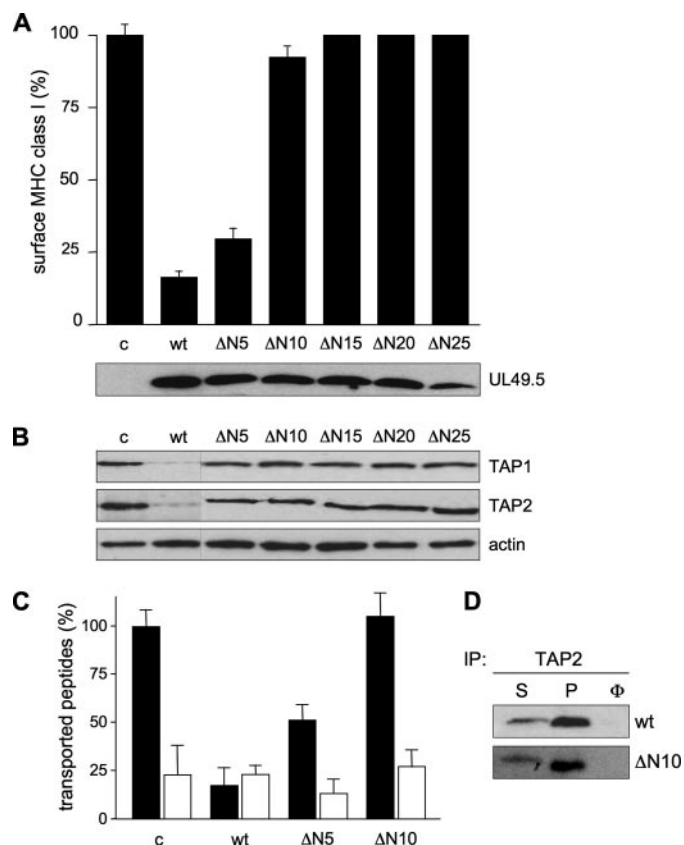 A
surface MHC class I (%)
100
75
50
25
0
c wt ΔN5 ΔN10 ΔN15 ΔN20 ΔN25
UL49.5
B
c wt ΔN5 ΔN10 ΔN15 ΔN20 ΔN25
TAP1
TAP2
actin
C
transported peptides (%)
100
75
50
25
0
c wt ΔN5 ΔN10
D
IP: TAP2
S P Φ
wt
ΔN10